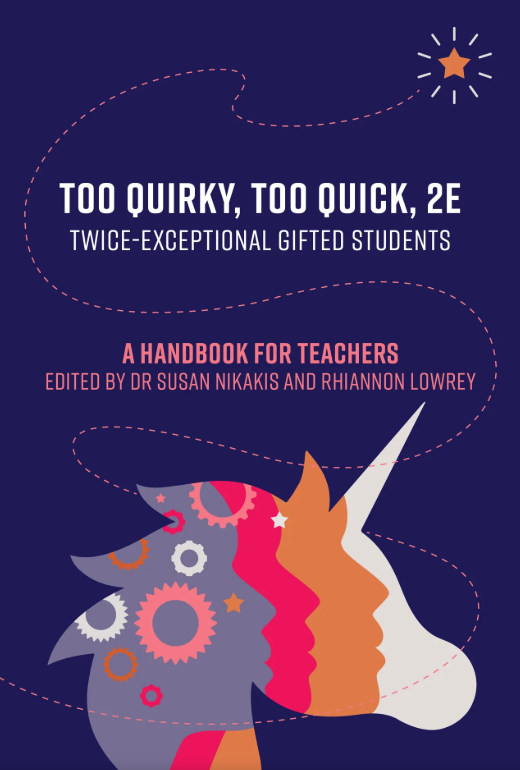 TOO QUIRKY, TOO QUICK, 2E
TWICE-EXCEPTIONAL GIFTED STUDENTS
A HANDBOOK FOR TEACHERS
EDITED BY DR SUSAN NIKAKIS AND RHIANNON LOWREY